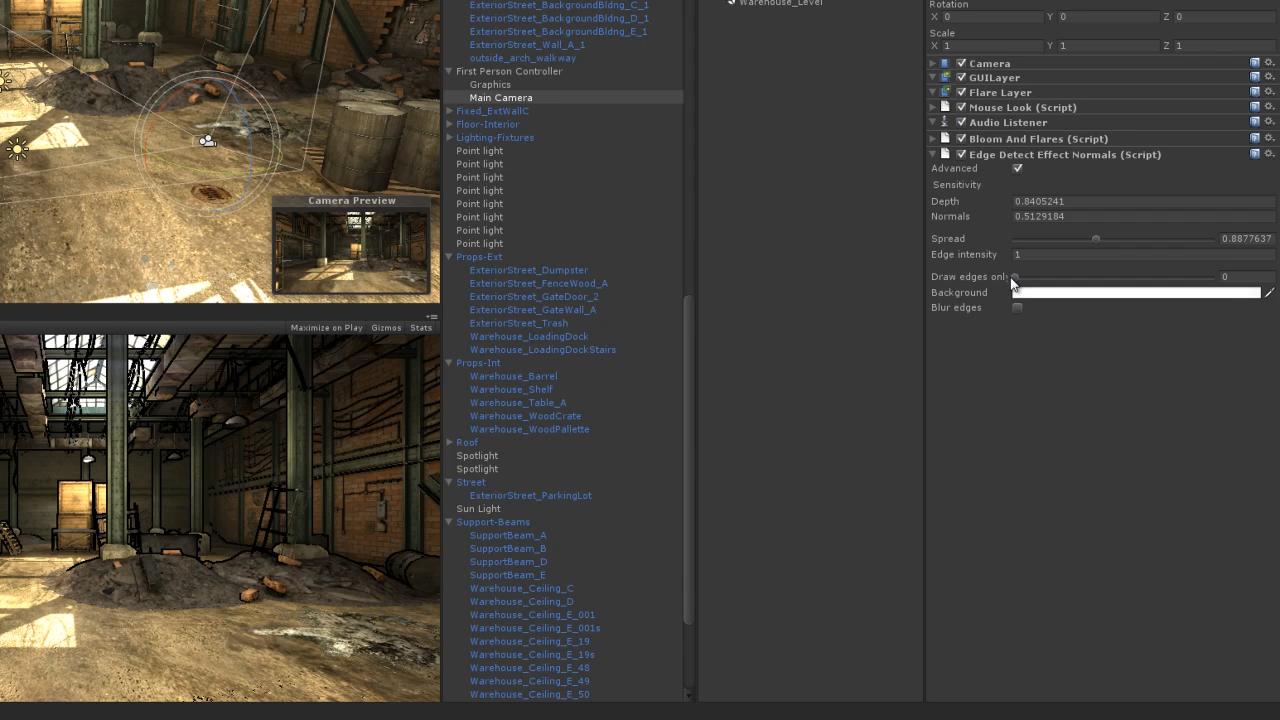 Camera Preview
Maximize on Play Gizmos Stats
ExteriorStreet_BackgroundBldng_C_1
ExteriorStreet_BackgroundBldng_D_1
ExteriorStreet_BackgroundBldng_E_1
ExteriorStreet_Wall_A_1
outside_arch_walkway
First Person Controller
Graphics
Main Camera
Fixed_ExtWallC
Floor-Interior
Lighting-Fixtures
Point light
Point light
Point light
Point light
Point light
Point light
Point light
Point light
Props-Ext
ExteriorStreet_Dumpster
ExteriorStreet_FenceWood_A
ExteriorStreet_GateDoor_2
ExteriorStreet_GateWall_A
ExteriorStreet_Trash
Warehouse_LoadingDock
Warehouse_LoadingDockStairs
Props-Int
Warehouse_Barrel
Warehouse_Shelf
Warehouse_Table_A
Warehouse_WoodCrate
Warehouse_WoodPallette
Roof
Spotlight
Spotlight
Street
ExteriorStreet_ParkingLot
Sun Light
Support-Beams
SupportBeam_A
SupportBeam_B
SupportBeam_D
SupportBeam_E
Warehouse_Ceiling_C
Warehouse_Ceiling_D
Warehouse_Ceiling_E_001
Warehouse_Ceiling_E_001s
Warehouse_Ceiling_E_19
Warehouse_Ceiling_E_19s
Warehouse_Ceiling_E_48
Warehouse_Ceiling_E_49
Warehouse_Ceiling_E_50
Warehouse_Level
Rotation
X 0 Y 0 Z 0
Scale
X 1 Y 1 Z 1
Camera
GUILayer
Flare Layer
Mouse Look (Script)
Audio Listener
Bloom And Flares (Script)
Edge Detect Effect Normals (Script)
Advanced
Sensitivity
Depth 0.8405241
Normals 0.5129184
Spread 0.8877637
Edge intensity 1
Draw edges only 0
Background
Blur edges